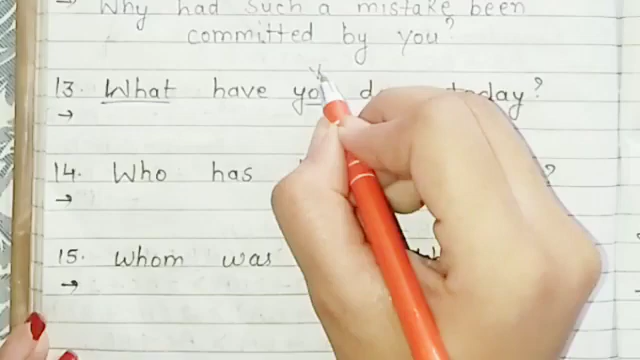 → Why had such a mistake been
committed by you?
13. What have you today?
→
14. Who has ?
→
15. Whom was
→